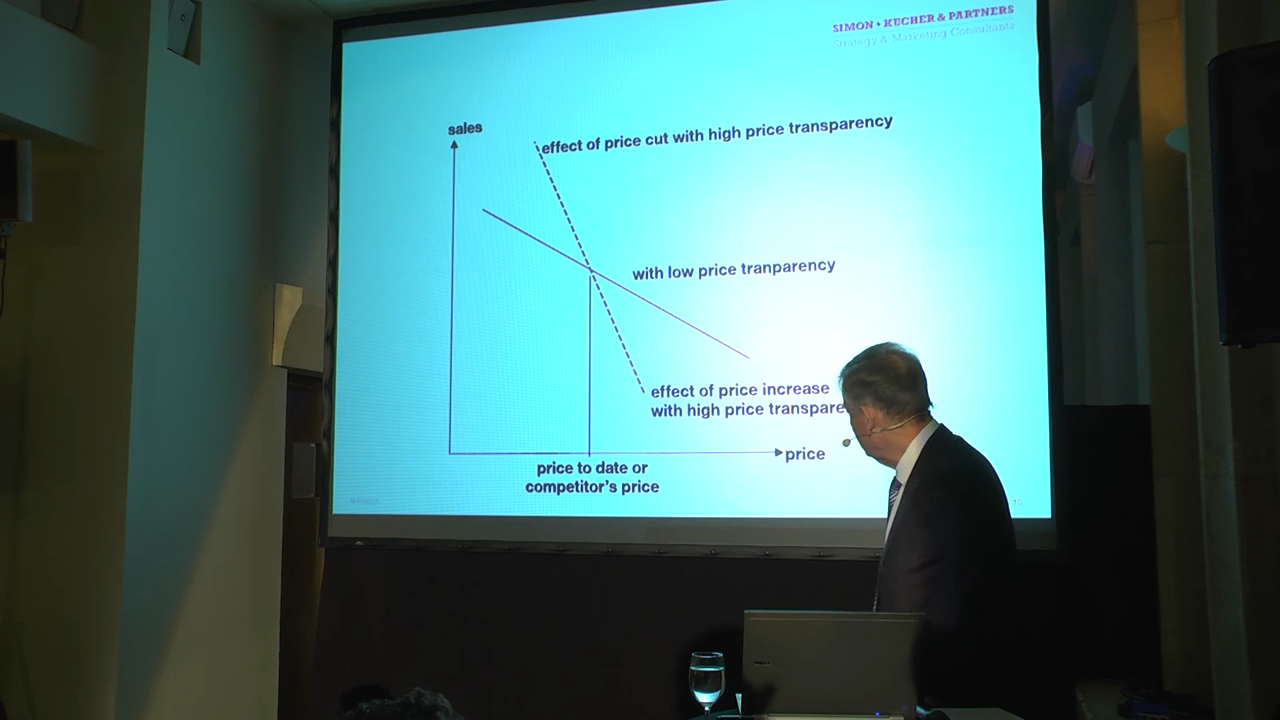 SIMON • KUCHER & PARTNERS
Strategy & Marketing Consultants
sales
effect of price cut with high price transparency
with low price tranparency
effect of price increase
with high price transpare
price
price to date or
competitor's price
DELL